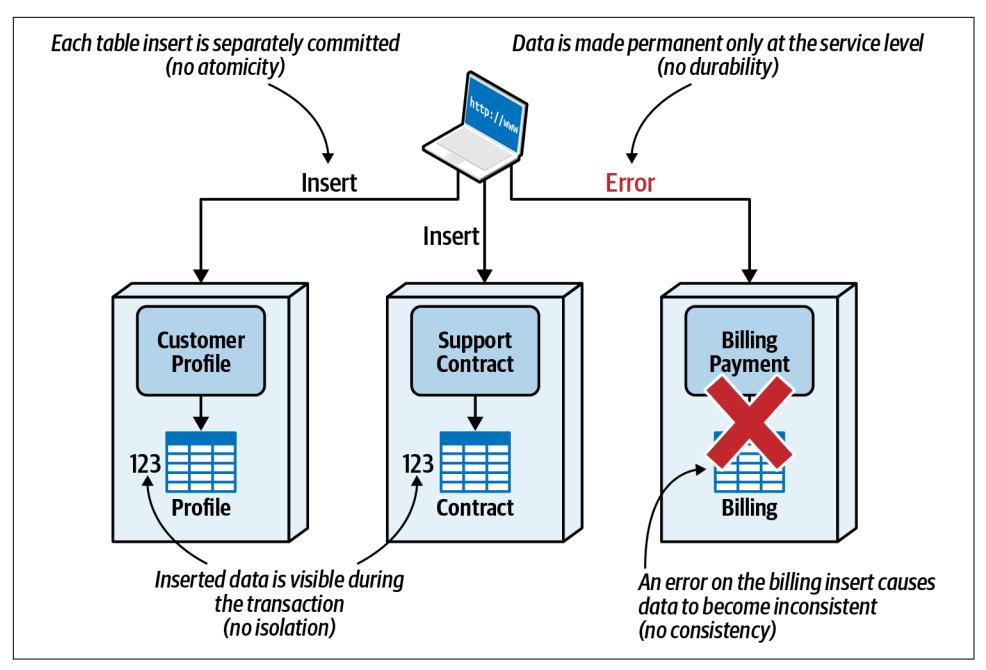 Each table insert is separately committed
(no atomicity)
Data is made permanent only at the service level
(no durability)
http://www
Insert
Error
Insert
Customer
Profile
Support
Contract
Billing
Payment
123
Profile
123
Contract
Billing
Inserted data is visible during
the transaction
(no isolation)
An error on the billing insert causes
data to become inconsistent
(no consistency)